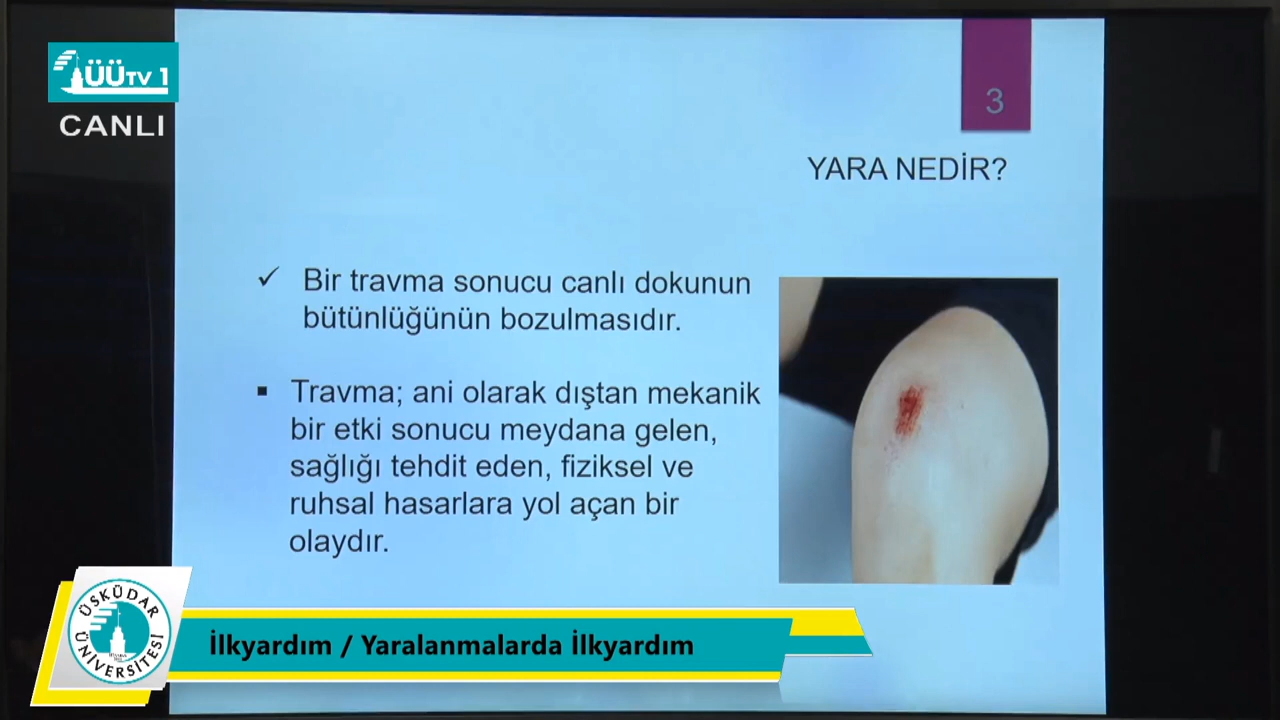 ÜÜTV 1
CANLI
3
YARA NEDİR?
✓ Bir travma sonucu canlı dokunun
bütünlüğünün bozulmasıdır.
▪ Travma; ani olarak dıştan mekanik
bir etki sonucu meydana gelen,
sağlığı tehdit eden, fiziksel ve
ruhsal hasarlara yol açan bir
olaydır.
ÜSKÜDAR
ÜNİVERSİTESİ
İlkyardım / Yaralanmalarda İlkyardım